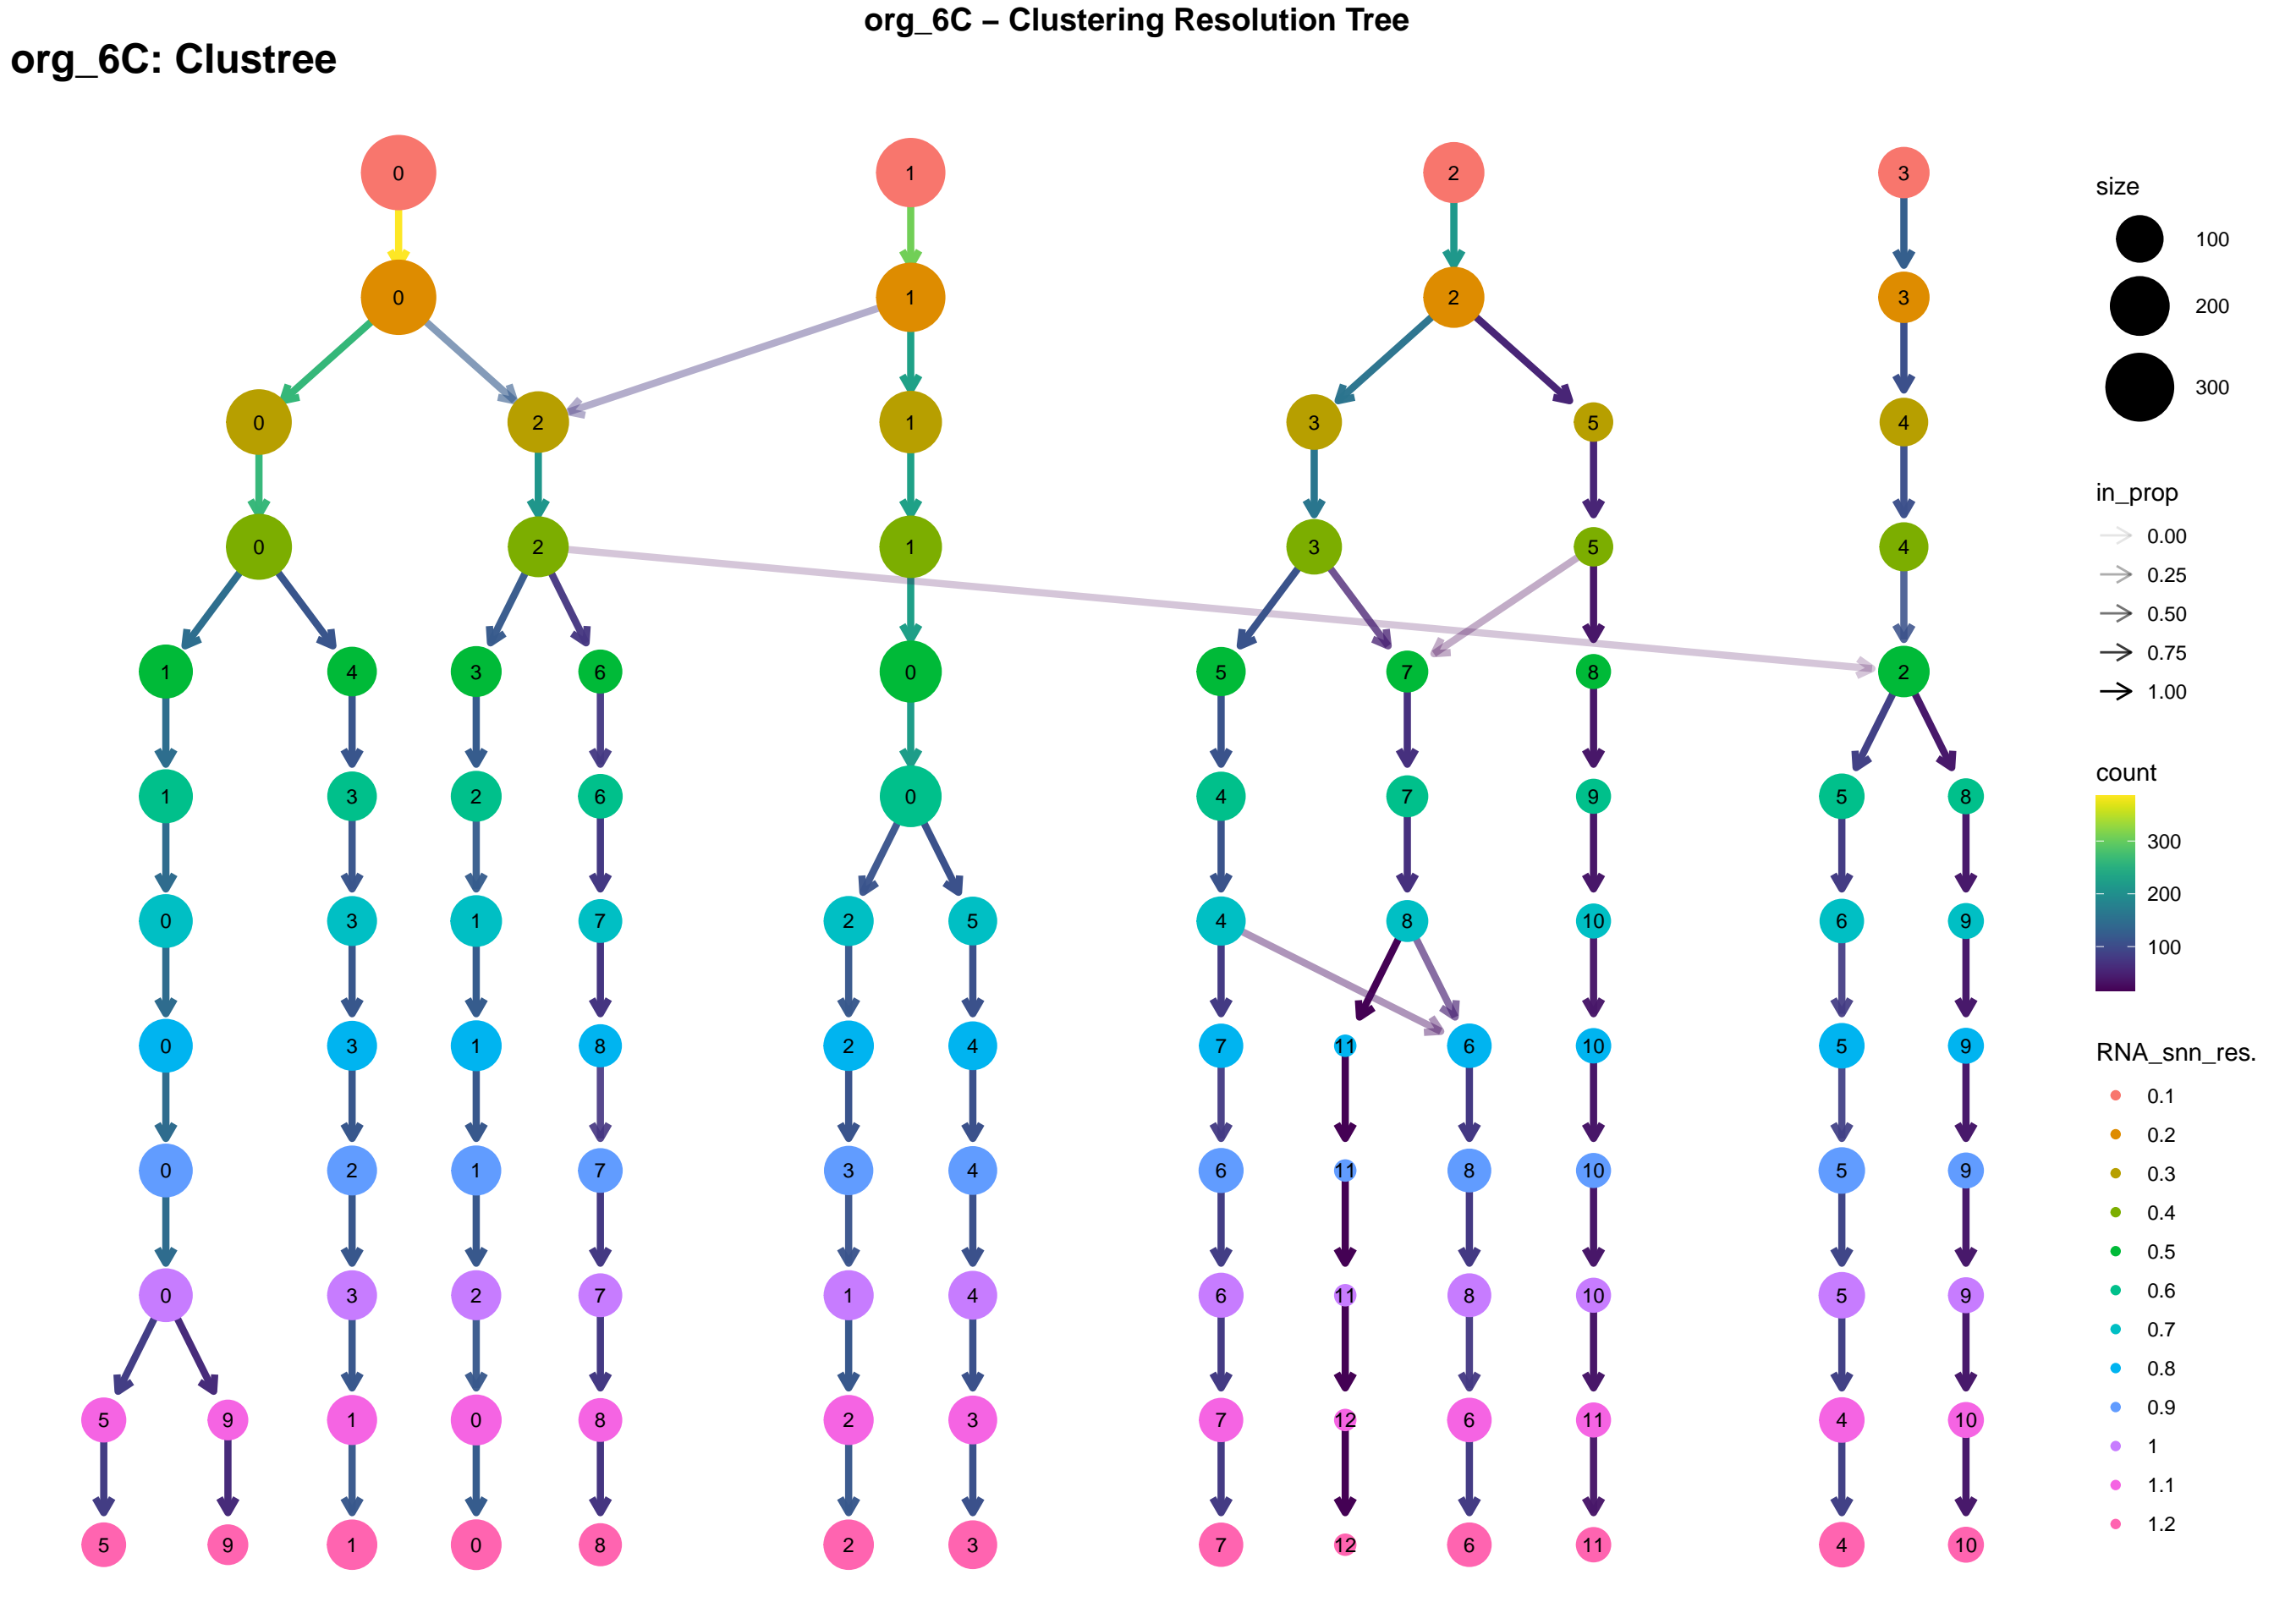 org_6C – Clustering Resolution Tree
org_6C: Clustree
0 1 2 3
0 1 2 3
0 2 1 3 5 4
0 2 1 3 5 4
1 4 3 6 0 5 7 8 2
1 3 2 6 0 4 7 9 5 8
0 3 1 7 2 5 4 8 10 6 9
0 3 1 8 2 4 7 11 6 10 5 9
0 2 1 7 3 4 6 11 8 10 5 9
0 3 2 7 1 4 6 11 8 10 5 9
5 9 1 0 8 2 3 7 12 6 11 4 10
5 9 1 0 8 2 3 7 12 6 11 4 10
size
100
200
300
in_prop
0.00
0.25
0.50
0.75
1.00
count
300
200
100
RNA_snn_res.
0.1
0.2
0.3
0.4
0.5
0.6
0.7
0.8
0.9
1
1.1
1.2